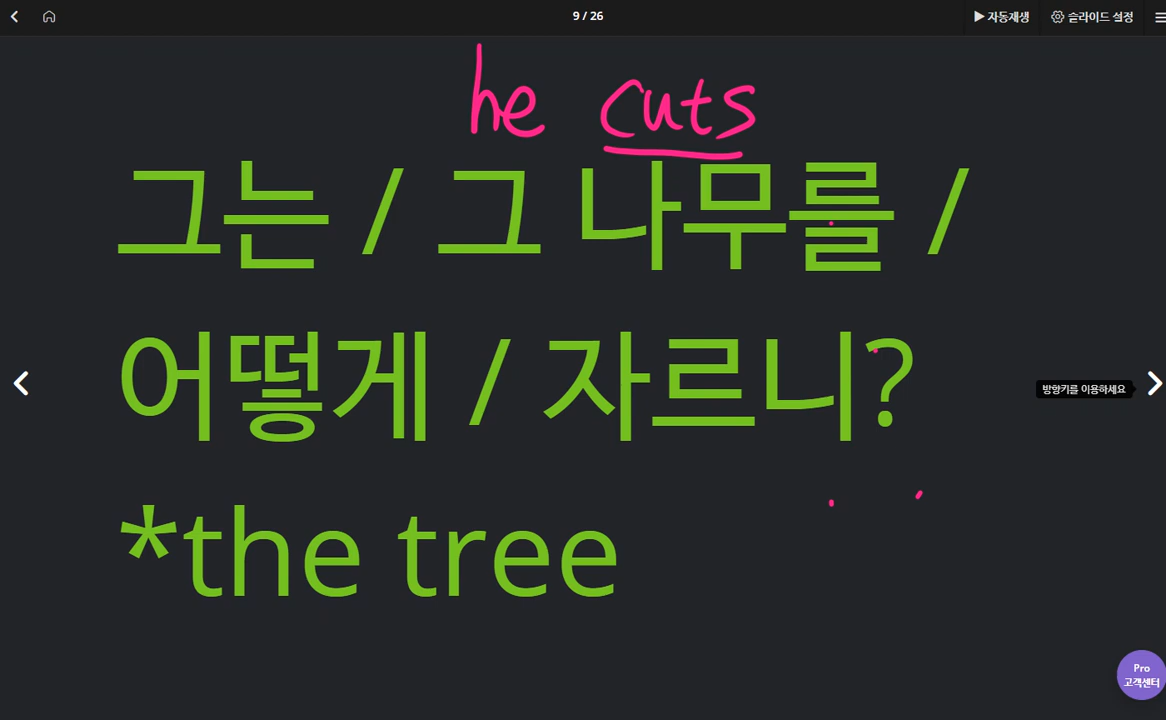 9 / 26
▶ 자동재생
슬라이드 설정
he cuts
그는 / 그 나무를 /
어떻게 / 자르니?
방향키를 이용하세요
*the tree
Pro
고객센터